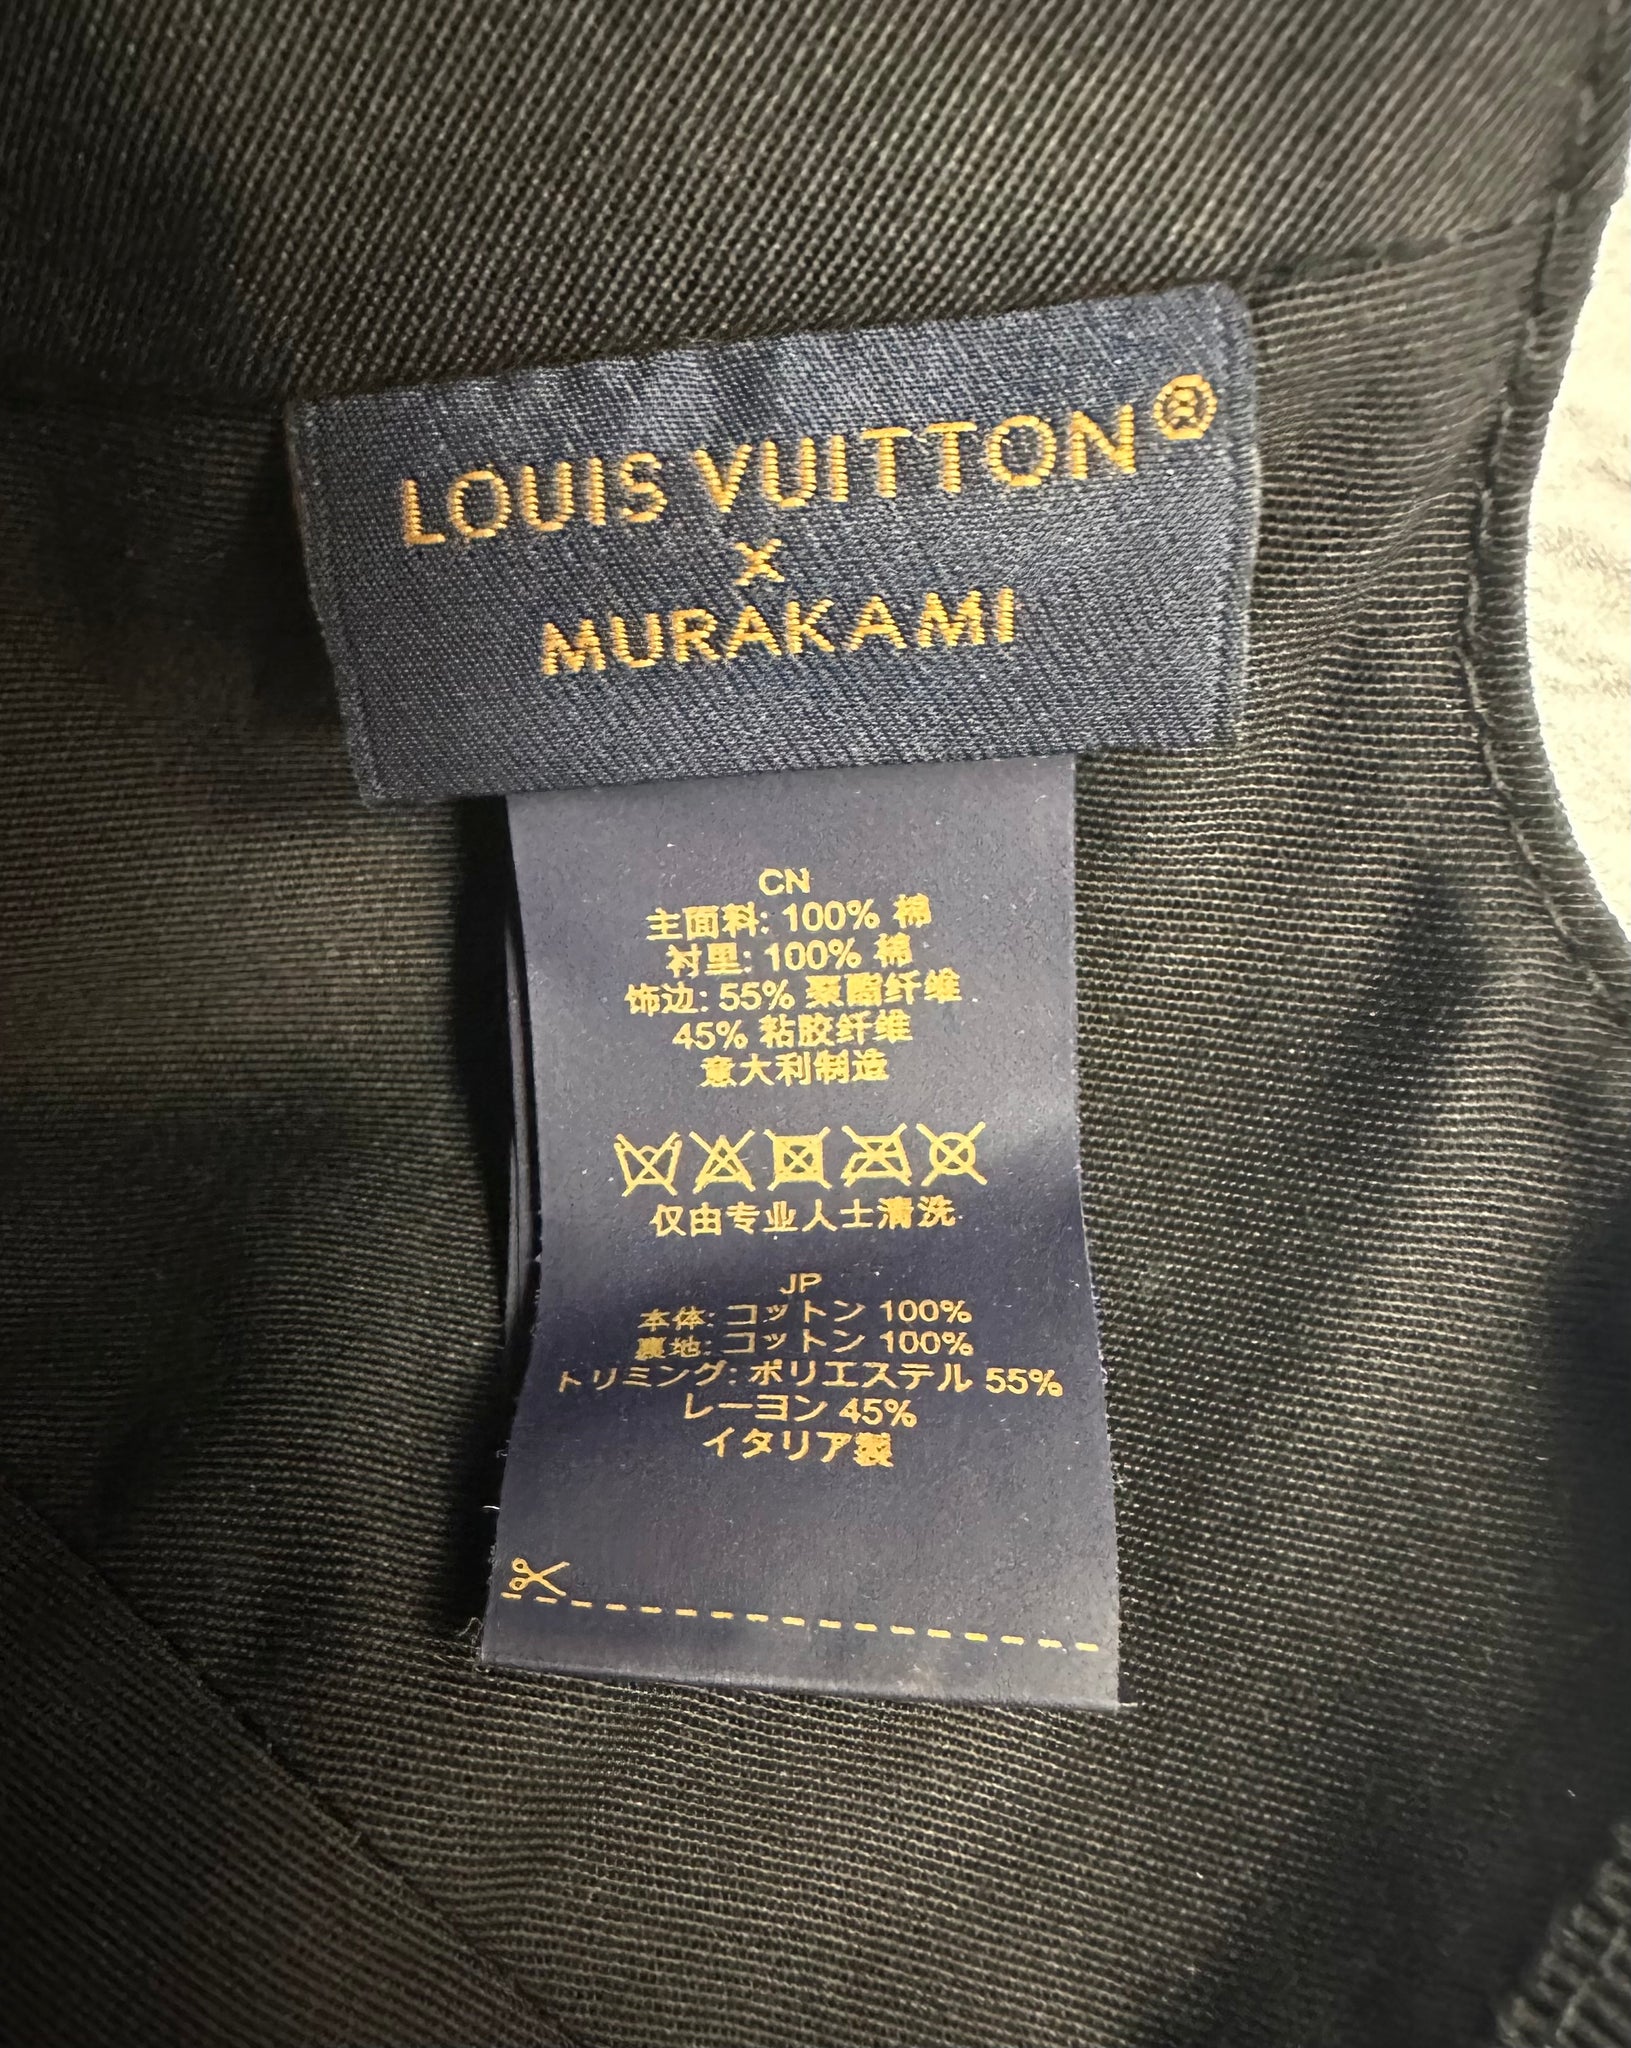 LOUIS VUITTON®
x
MURAKAMI
CN
主面料: 100% 棉
衬里: 100% 棉
饰边: 55% 聚酯纤维
45% 粘胶纤维
意大利制造
仅由专业人士清洗
JP
本体: コットン 100%
裏地: コットン 100%
トリミング: ポリエステル 55%
レーヨン 45%
イタリア製